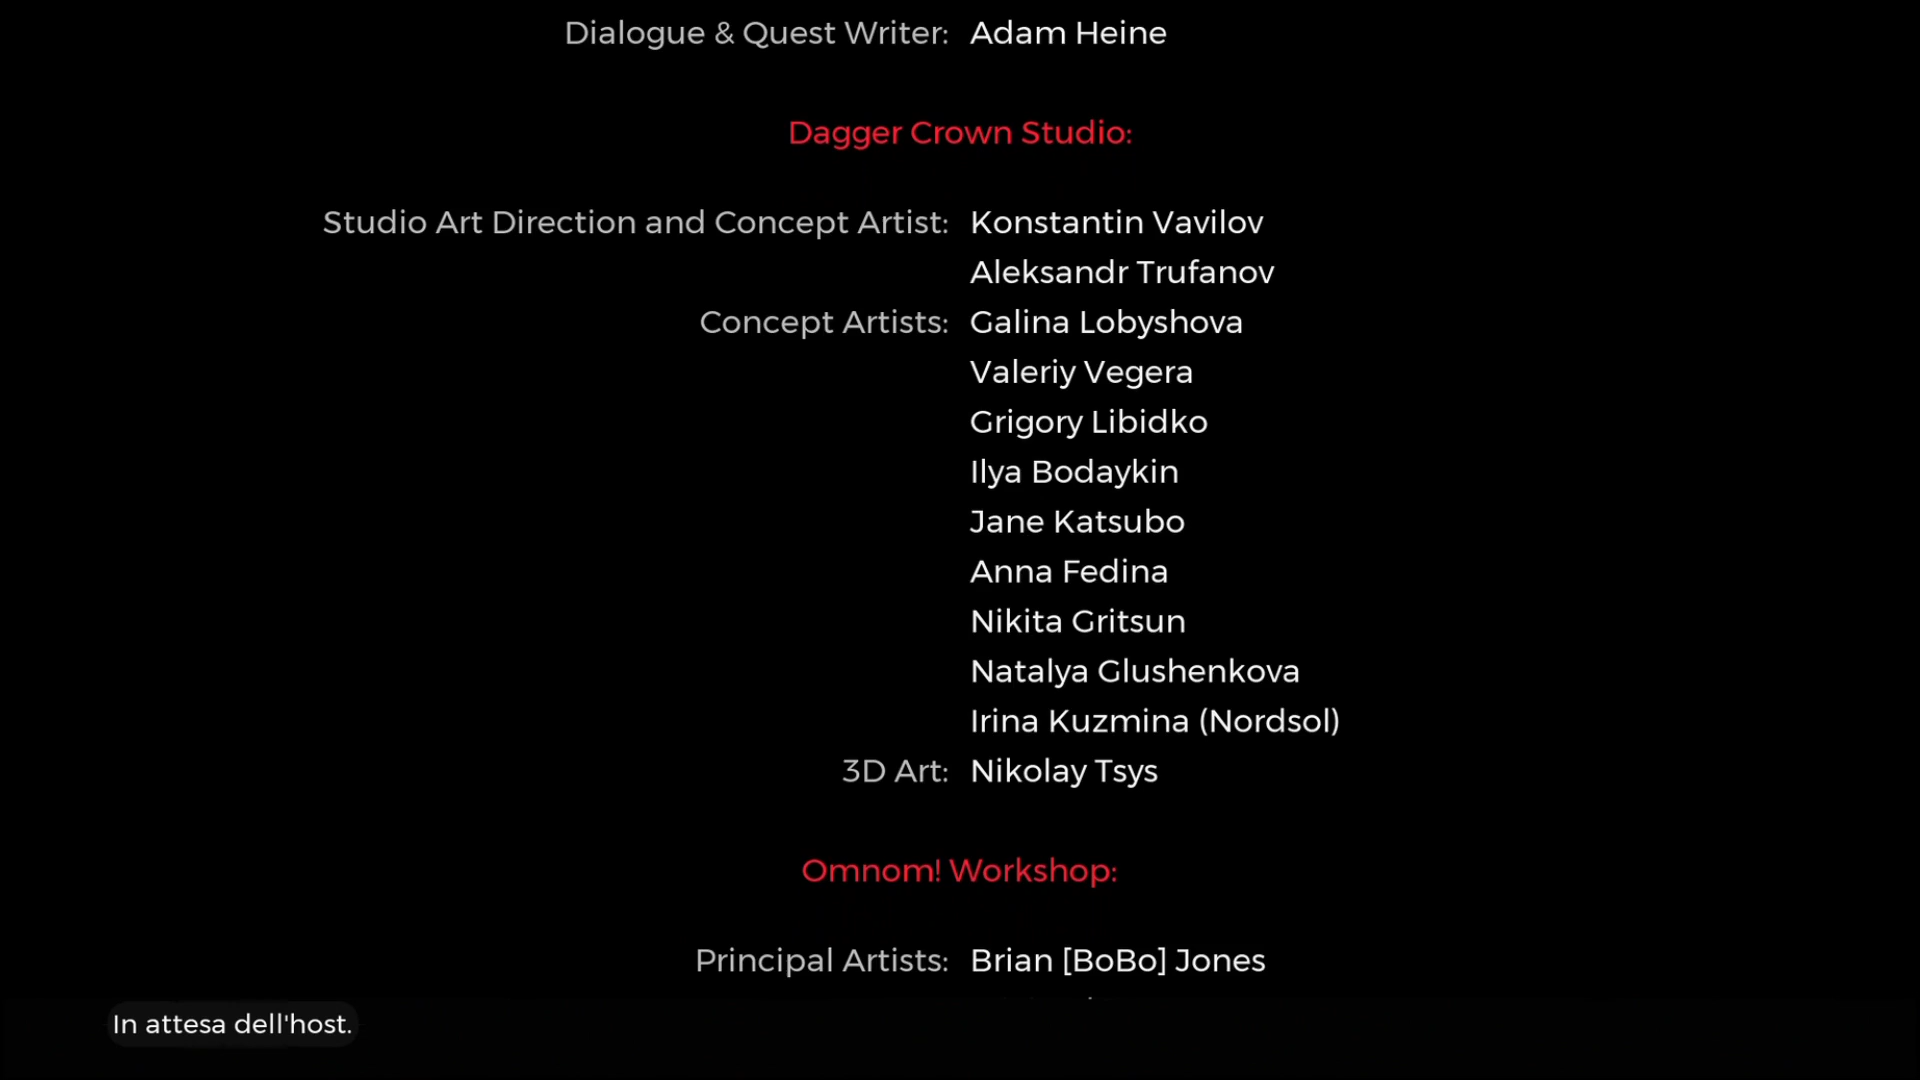 Dialogue & Quest Writer: Adam Heine
Dagger Crown Studio:
Studio Art Direction and Concept Artist: Konstantin Vavilov
Aleksandr Trufanov
Concept Artists: Galina Lobyshova
Valeriy Vegera
Grigory Libidko
Ilya Bodaykin
Jane Katsubo
Anna Fedina
Nikita Gritsun
Natalya Glushenkova
Irina Kuzmina (Nordsol)
3D Art: Nikolay Tsys
Omnom! Workshop:
Principal Artists: Brian [BoBo] Jones
In attesa dell'host.